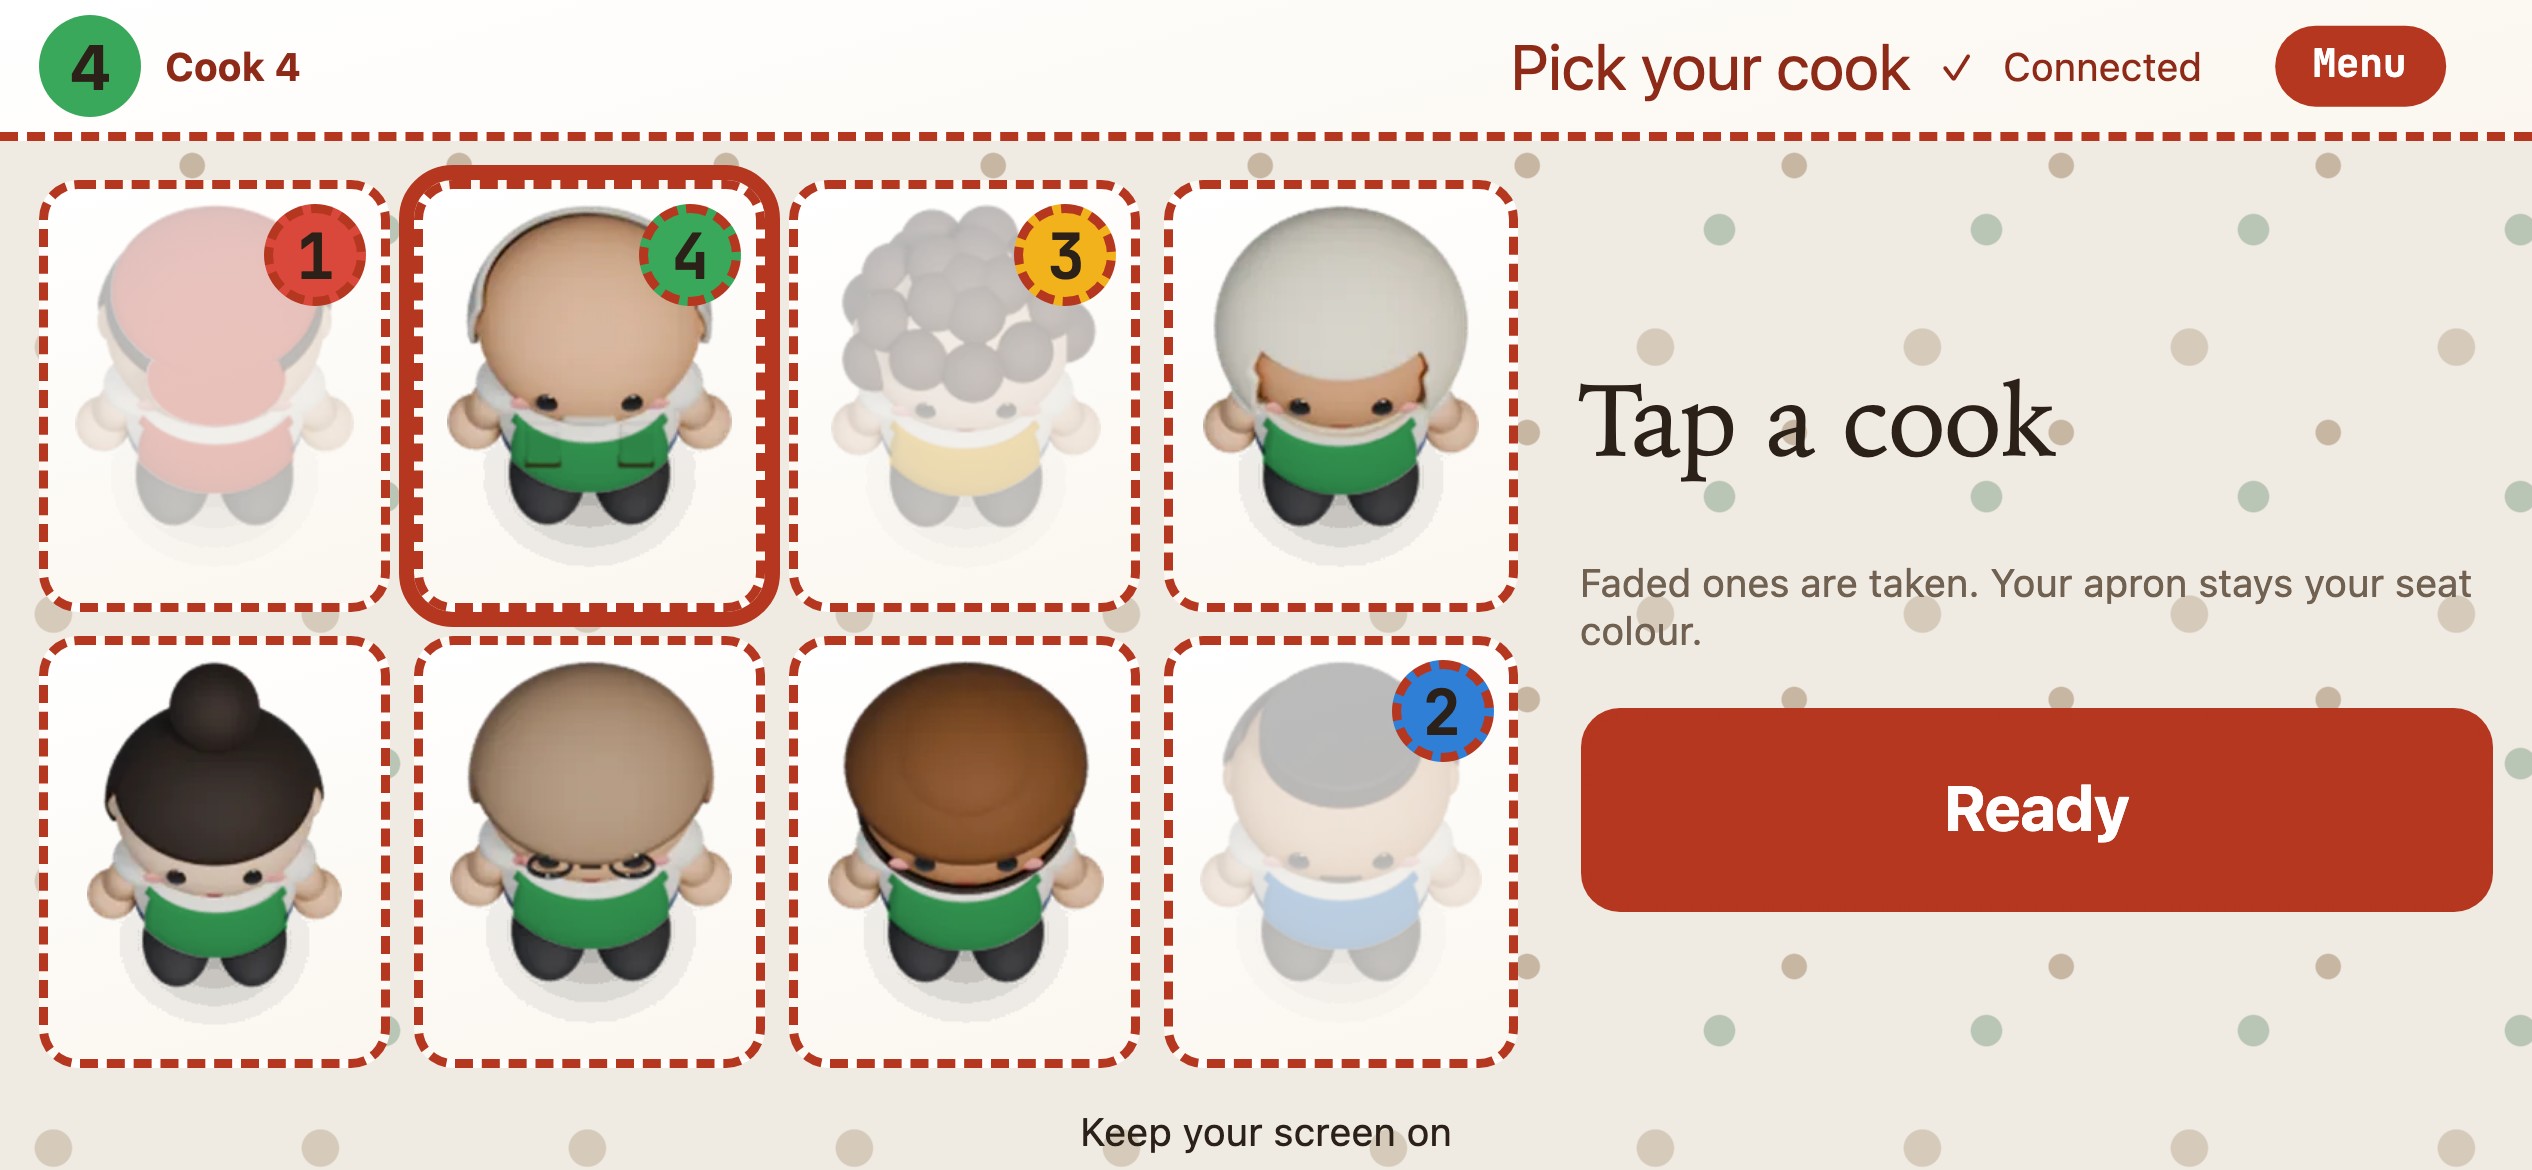 4 Cook 4 Pick your cook ✓ Connected Menu
1 4 3
Tap a cook
Faded ones are taken. Your apron stays your seat
colour.
2
Ready
Keep your screen on